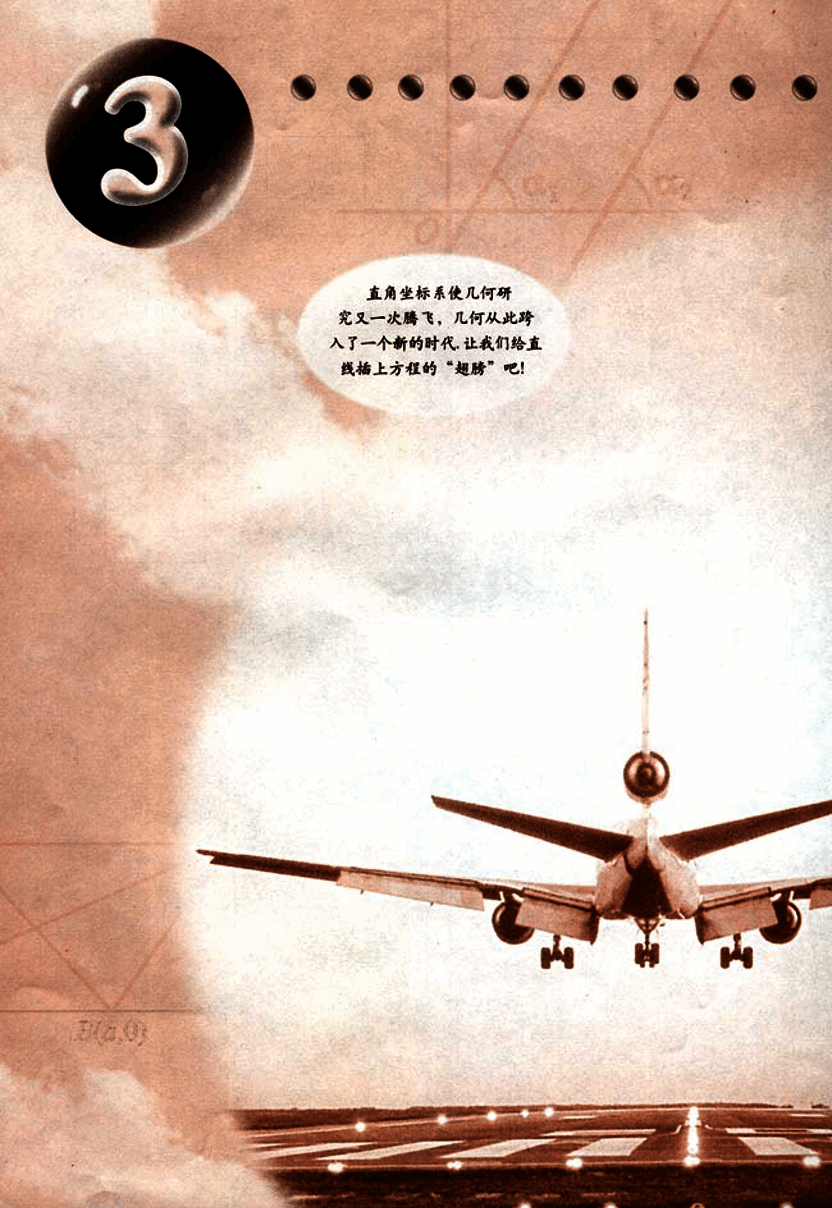 3
α₁ α₂
O
直角坐标系使几何研
究又一次腾飞，几何从此跨
入了一个新的时代.让我们给直
线插上方程的“翅膀”吧！
B(a,0)